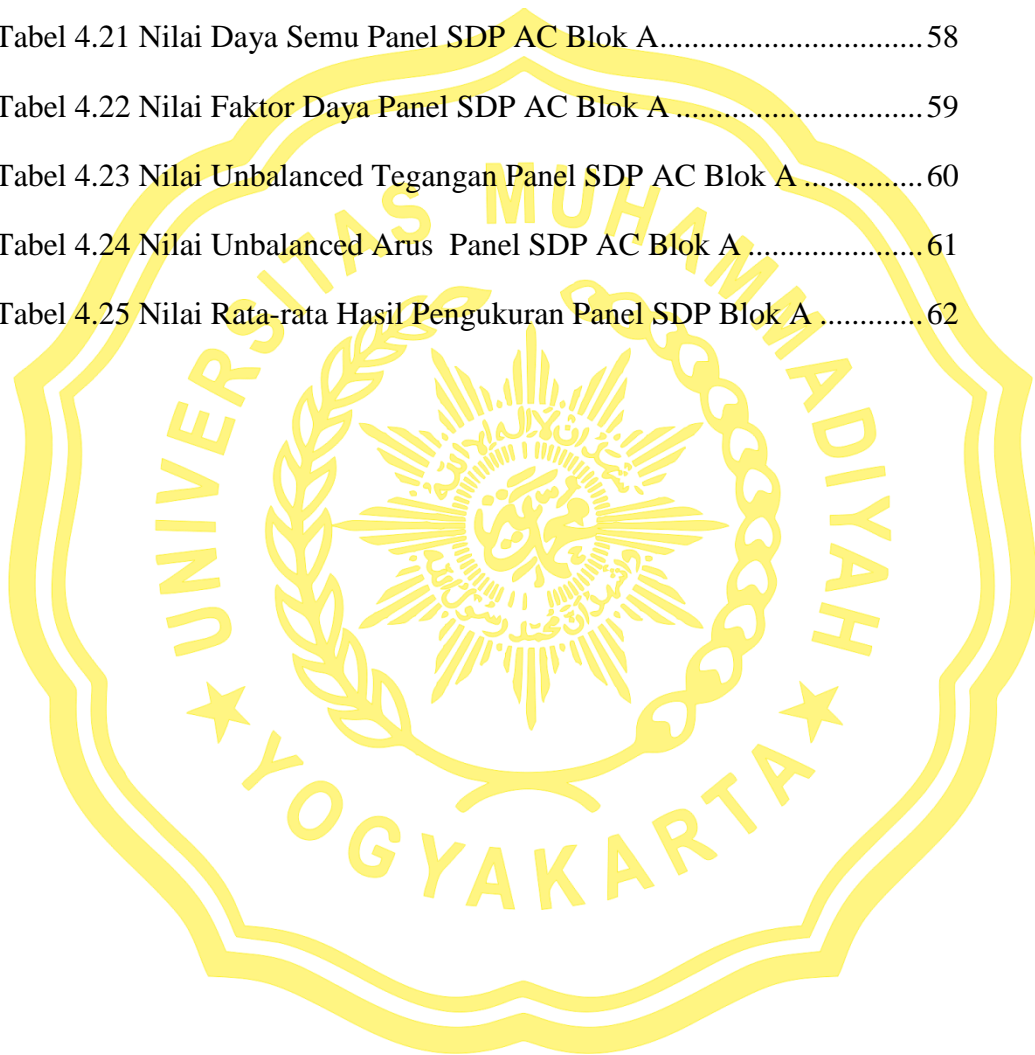 Tabel 4.21 Nilai Daya Semu Panel SDP AC Blok A................................. 58
Tabel 4.22 Nilai Faktor Daya Panel SDP AC Blok A ............................... 59
Tabel 4.23 Nilai Unbalanced Tegangan Panel SDP AC Blok A ............... 60
Tabel 4.24 Nilai Unbalanced Arus  Panel SDP AC Blok A ...................... 61
Tabel 4.25 Nilai Rata-rata Hasil Pengukuran Panel SDP Blok A ............. 62
UNIVERSITAS MUHAMMADIYAH
YOGYAKARTA